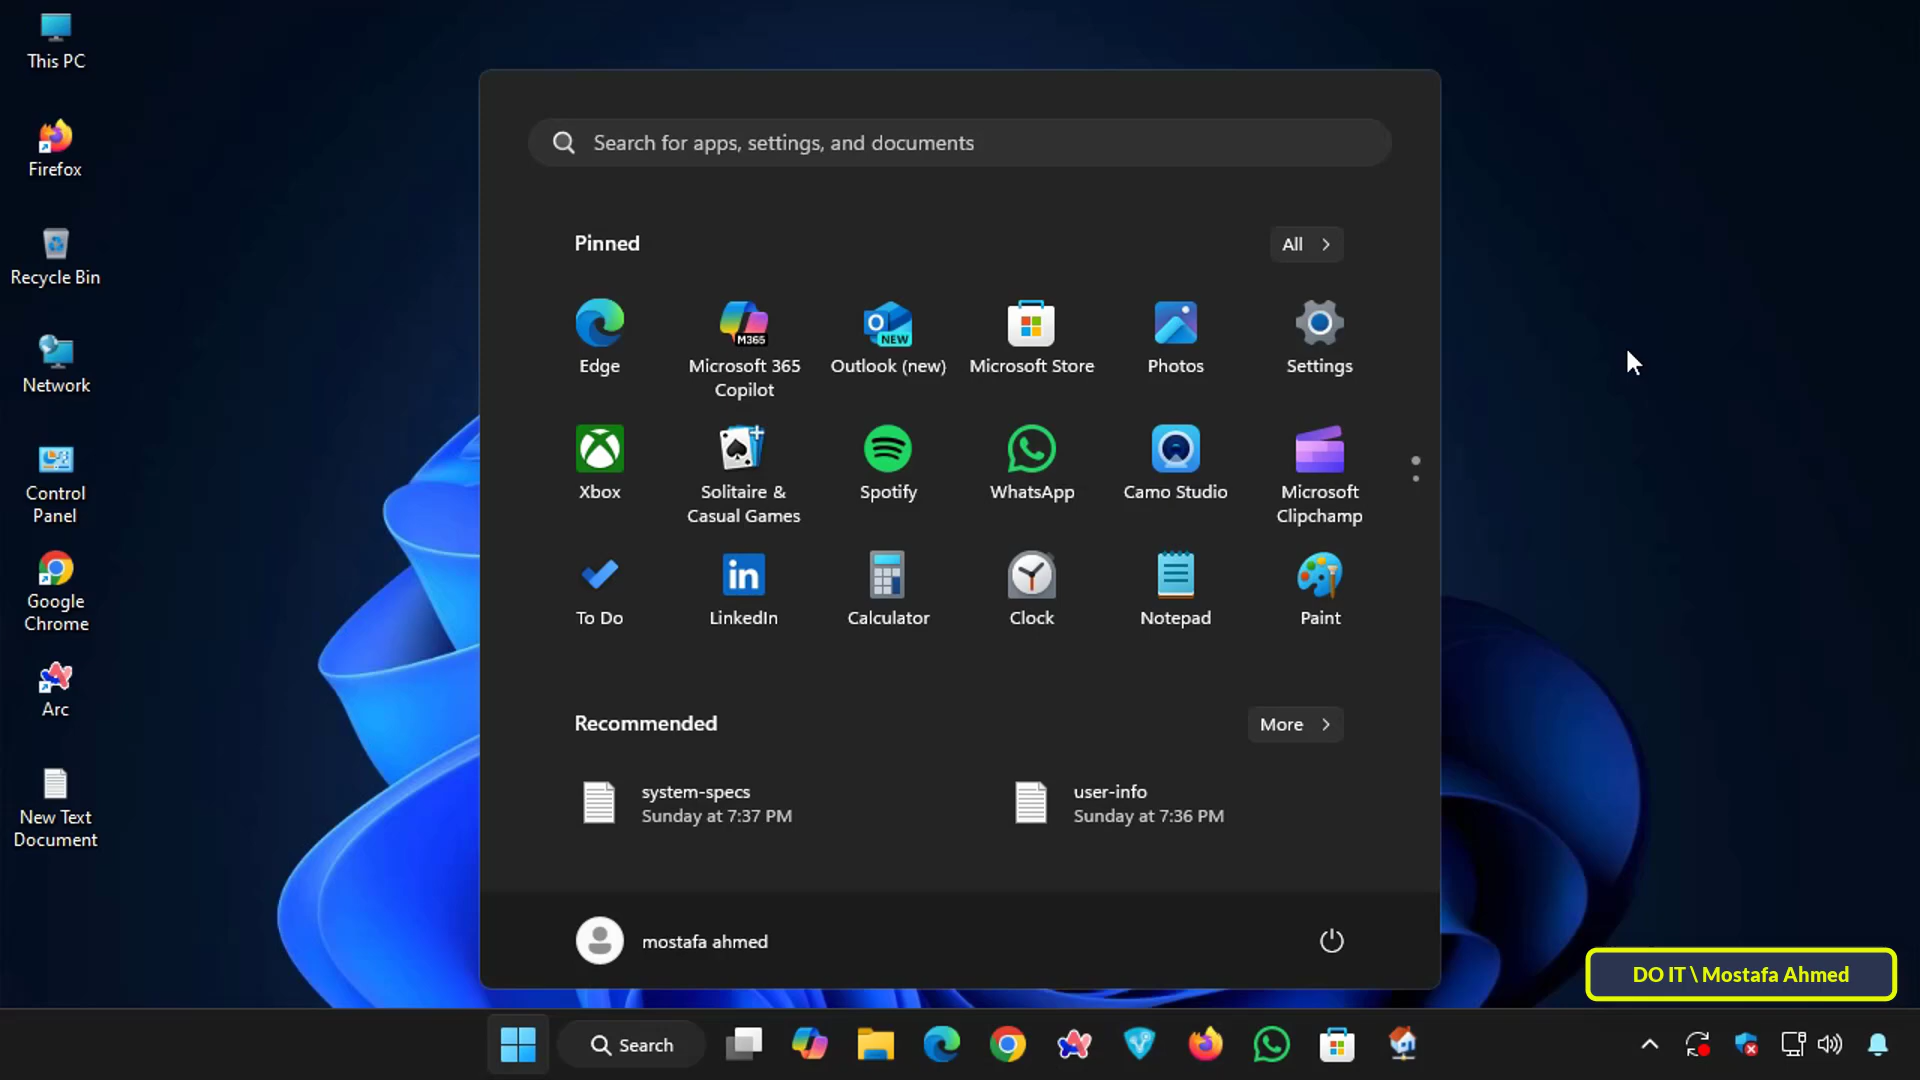 This PC
Firefox
Recycle Bin
Network
Control
Panel
Google
Chrome
Arc
New Text
Document
Search for apps, settings, and documents
Pinned
All
Edge
M365
Microsoft 365
Copilot
NEW
Outlook (new)
Microsoft Store
Photos
Settings
Xbox
Solitaire &
Casual Games
Spotify
WhatsApp
Camo Studio
Microsoft
Clipchamp
To Do
in
LinkedIn
Calculator
Clock
Notepad
Paint
Recommended
More
system-specs
Sunday at 7:37 PM
user-info
Sunday at 7:36 PM
mostafa ahmed
DO IT \ Mostafa Ahmed
Search